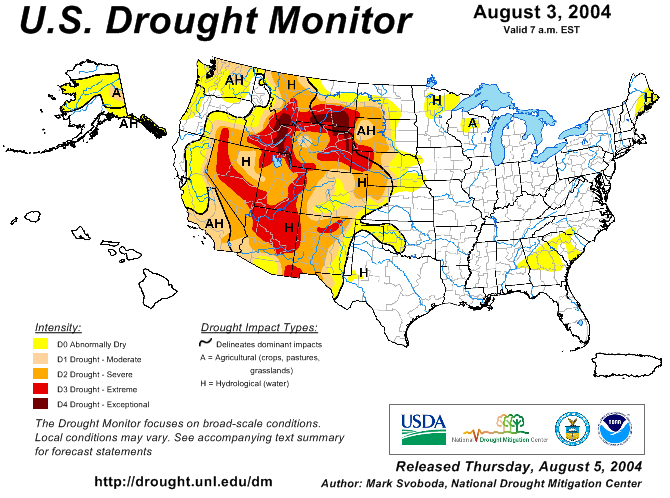 U.S. Drought Monitor
August 3, 2004
Valid 7 a.m. EST
AH
H
A
AH
H
A
H
AH
H
H
AH
H
H
Intensity:
D0 Abnormally Dry
D1 Drought - Moderate
D2 Drought - Severe
D3 Drought - Extreme
D4 Drought - Exceptional
Drought Impact Types:
Delineates dominant impacts
A = Agricultural (crops, pastures,
grasslands)
H = Hydrological (water)
The Drought Monitor focuses on broad-scale conditions.
Local conditions may vary. See accompanying text summary
for forecast statements
http://drought.unl.edu/dm
USDA
National Drought Mitigation Center
Released Thursday, August 5, 2004
Author: Mark Svoboda, National Drought Mitigation Center